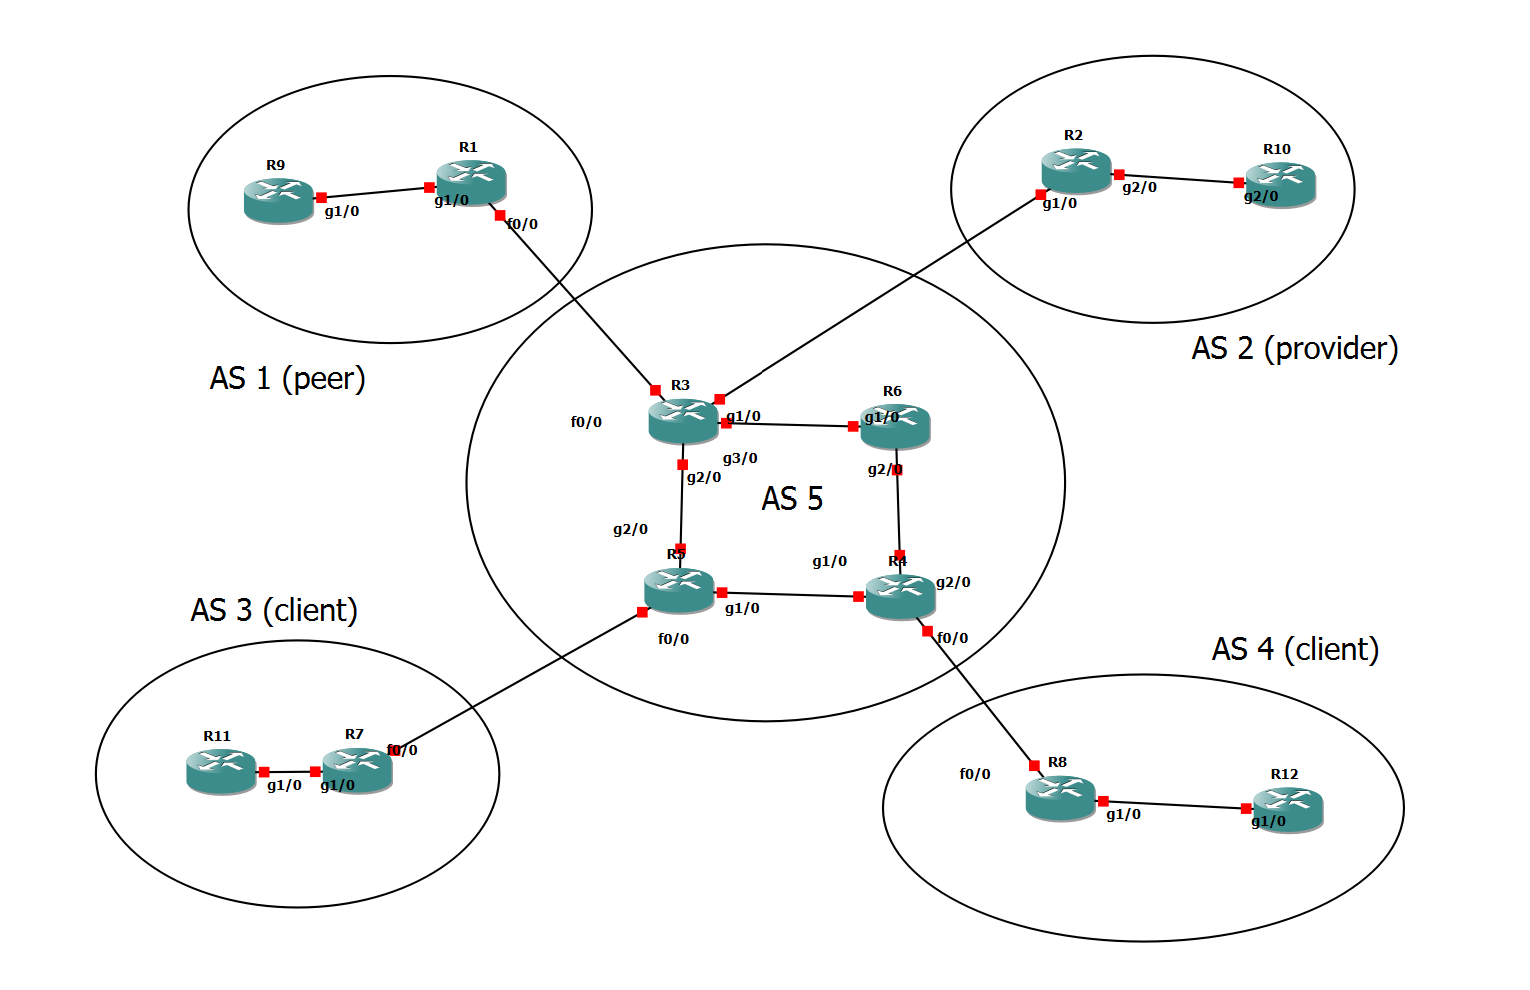 R2
R10
R1
R9
g2/0
g1/0
g2/0
g1/0
g1/0
f0/0
AS 2 (provider)
AS 1 (peer)
R3
R6
f0/0
g1/0
g1/0
g3/0
g2/0
g2/0
AS 5
g2/0
R5
g1/0
R4
g2/0
g1/0
AS 3 (client)
f0/0
f0/0
AS 4 (client)
R11
R7
f0/0
g1/0
g1/0
R8
f0/0
R12
g1/0
g1/0